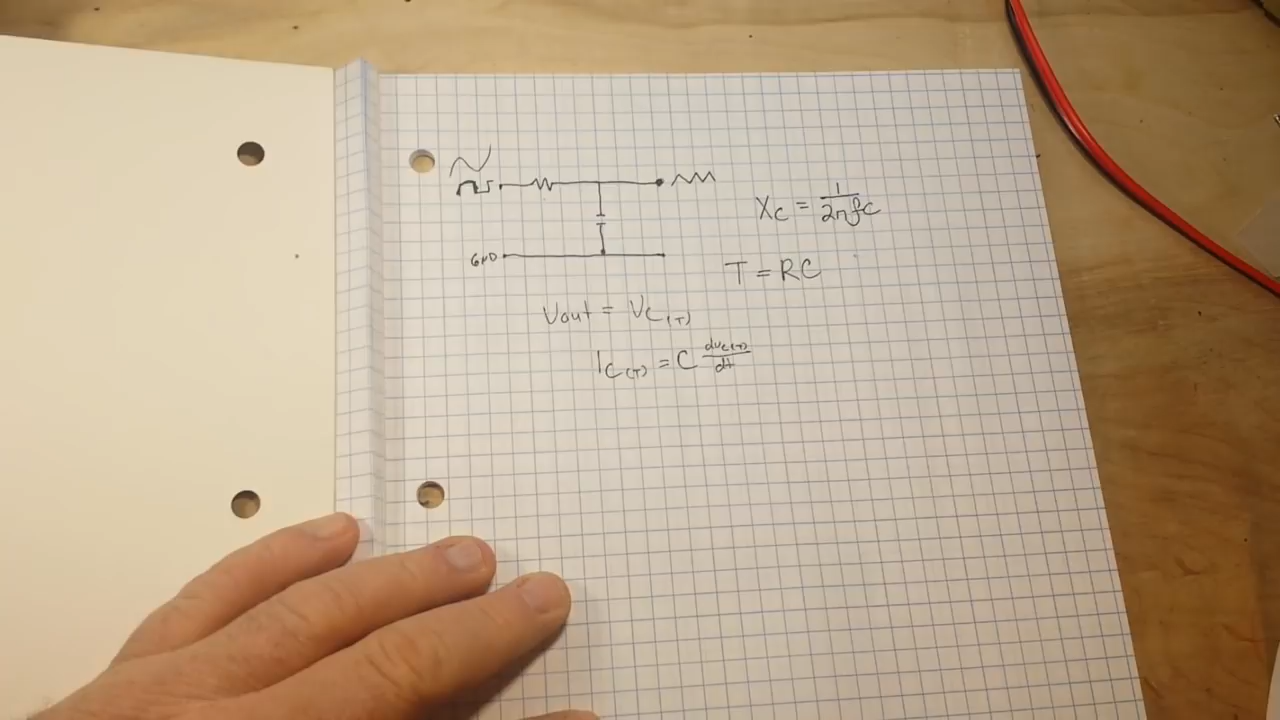 GND
Xc = 1/2πfc
T = RC
Vout = Vc(T)
Ic(T) = C dvc(T)/dt